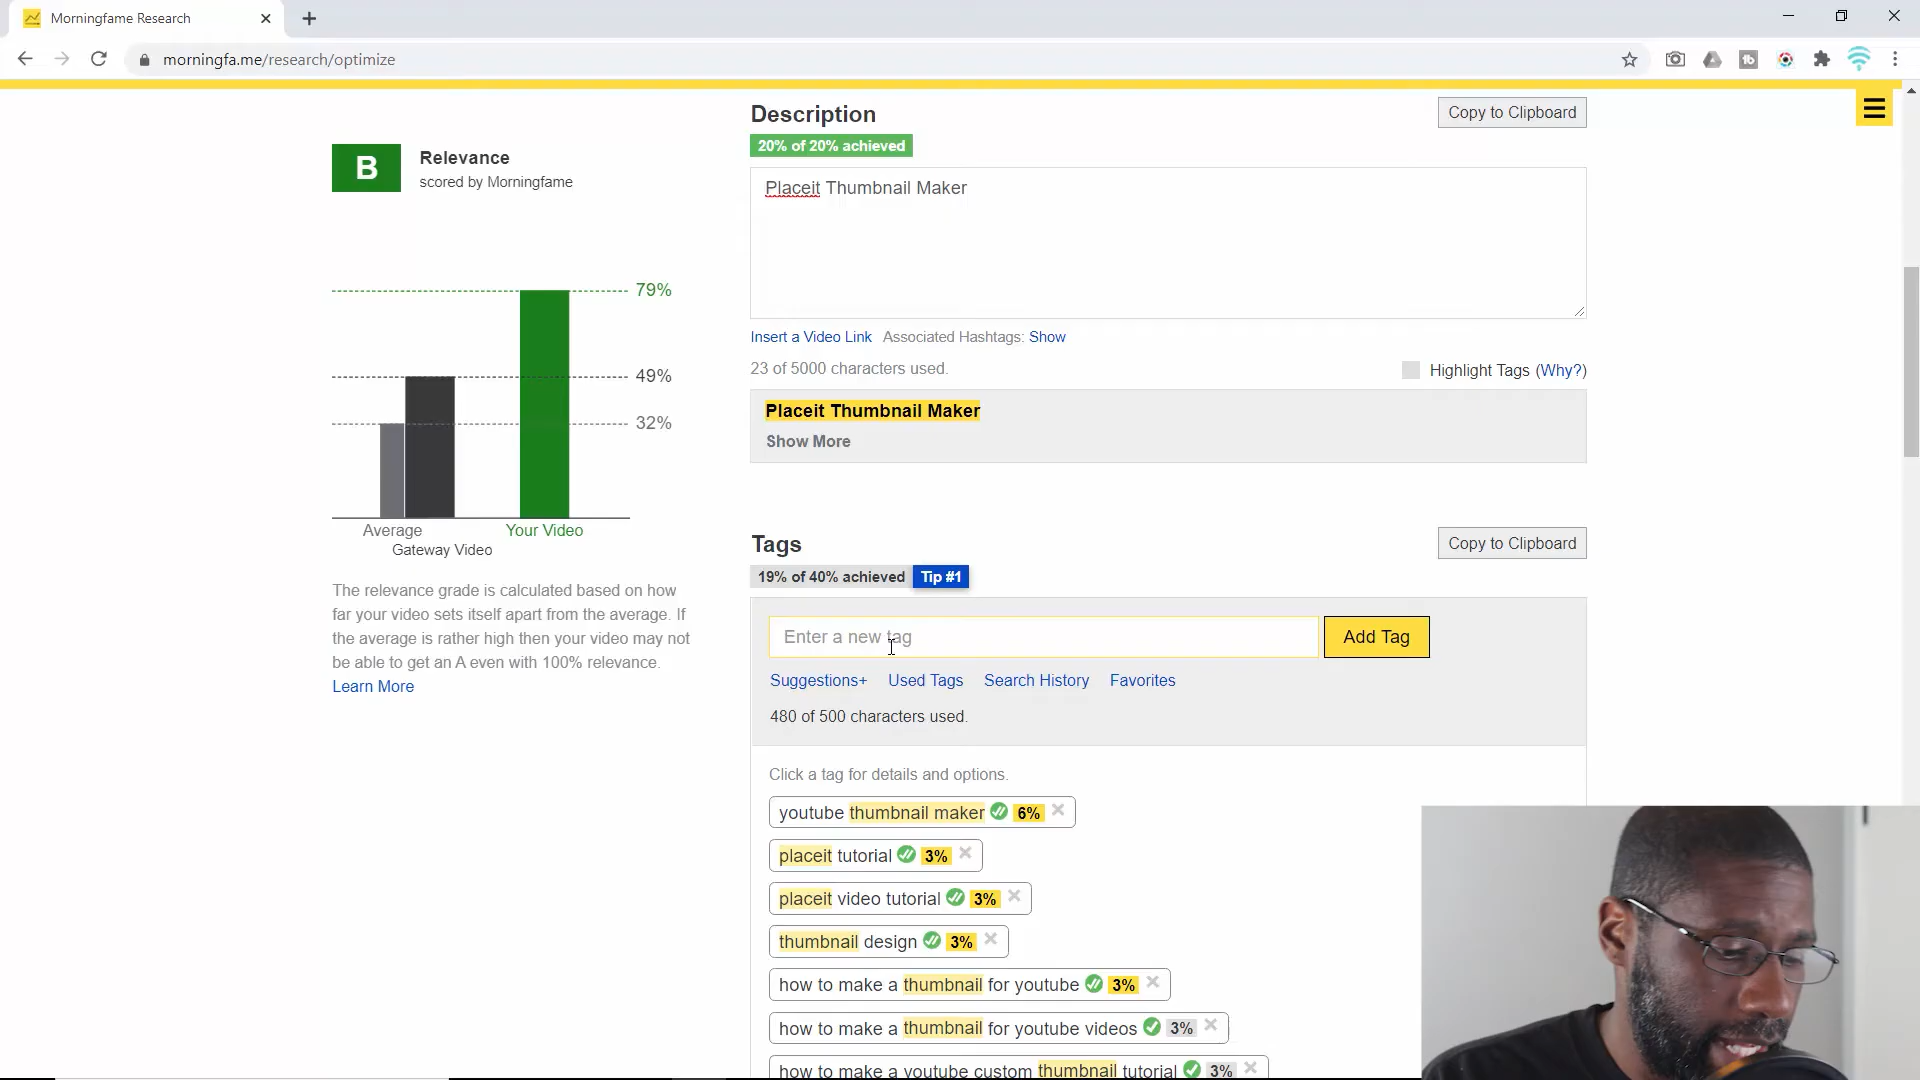 Morningfame Research
morningfa.me/research/optimize
Description
Copy to Clipboard
20% of 20% achieved
B
Relevance
scored by Morningfame
Placeit Thumbnail Maker
79%
49%
32%
Average
Your Video
Gateway Video
The relevance grade is calculated based on how
far your video sets itself apart from the average. If
the average is rather high then your video may not
be able to get an A even with 100% relevance.
Learn More
Insert a Video Link Associated Hashtags: Show
23 of 5000 characters used.
Highlight Tags (Why?)
Placeit Thumbnail Maker
Show More
Tags
Copy to Clipboard
19% of 40% achieved Tip #1
Enter a new tag
Add Tag
Suggestions+ Used Tags Search History Favorites
480 of 500 characters used.
Click a tag for details and options.
youtube thumbnail maker 6%
placeit tutorial 3%
placeit video tutorial 3%
thumbnail design 3%
how to make a thumbnail for youtube 3%
how to make a thumbnail for youtube videos 3%
how to make a youtube custom thumbnail tutorial 3%